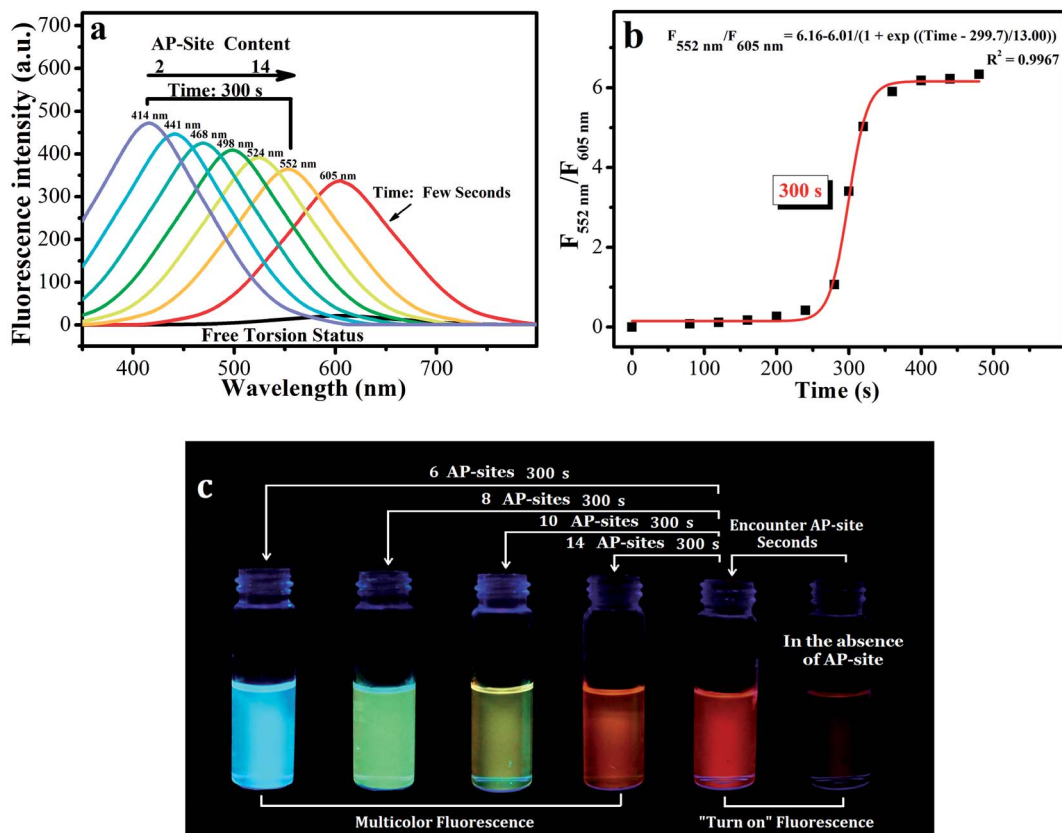 a
AP-Site Content
2 14
Time: 300 s
414 nm
441 nm
468 nm
498 nm
524 nm
552 nm
605 nm
Time: Few Seconds
Free Torsion Status
Fluorescence intensity (a.u.)
700
600
500
400
300
200
100
0
400 500 600 700
Wavelength (nm)
b
F552 nm/F605 nm = 6.16-6.01/(1 + exp ((Time - 299.7)/13.00))
R² = 0.9967
300 s
F552 nm/F605 nm
6
4
2
0
0 100 200 300 400 500
Time (s)
c
6 AP-sites 300 s
8 AP-sites 300 s
10 AP-sites 300 s
14 AP-sites 300 s
Encounter AP-site
Seconds
In the absence
of AP-site
Multicolor Fluorescence
"Turn on" Fluorescence